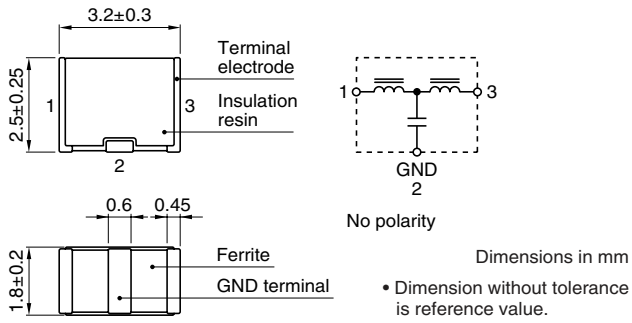 3.2±0.3
2.5±0.25
1
3
2
Terminal
electrode
Insulation
resin
1
3
GND
2
No polarity
0.6
0.45
1.8±0.2
Ferrite
GND terminal
Dimensions in mm
• Dimension without tolerance
is reference value.